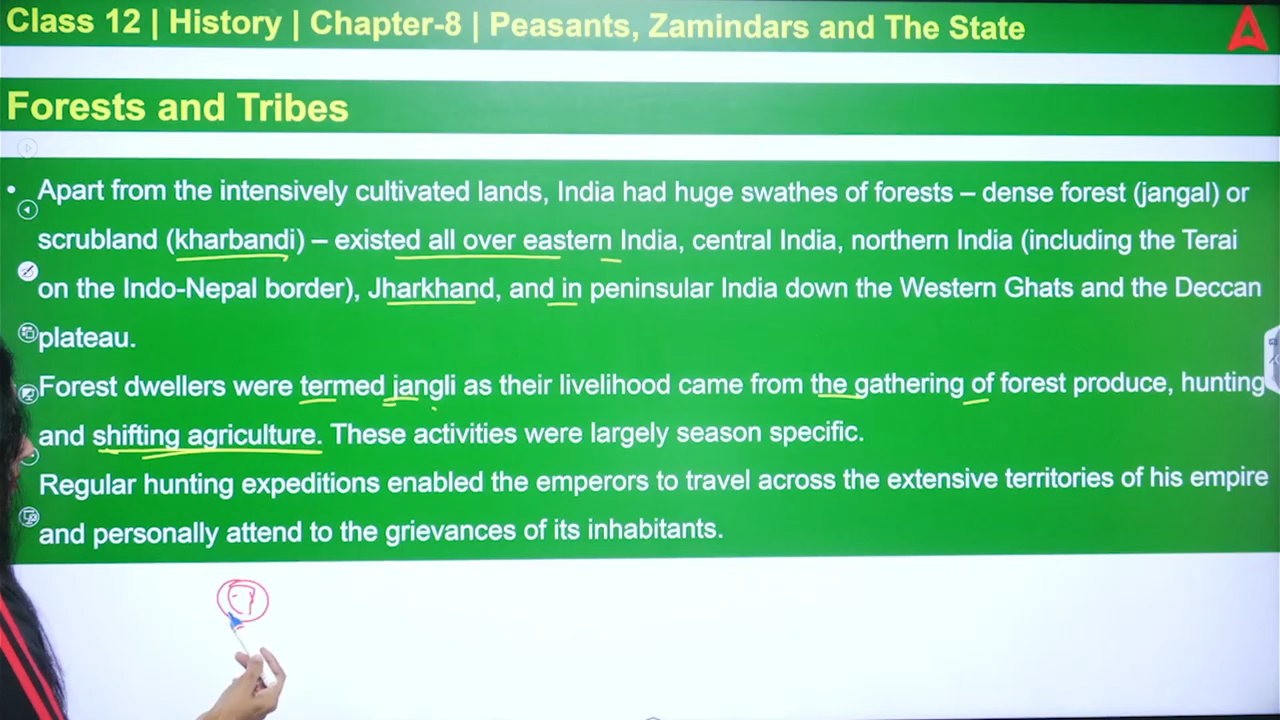 Class 12 | History | Chapter-8 | Peasants, Zamindars and The State
Forests and Tribes
• Apart from the intensively cultivated lands, India had huge swathes of forests – dense forest (jangal) or
scrubland (kharbandi) – existed all over eastern India, central India, northern India (including the Terai
on the Indo-Nepal border), Jharkhand, and in peninsular India down the Western Ghats and the Deccan
plateau.
Forest dwellers were termed jangli as their livelihood came from the gathering of forest produce, hunting
and shifting agriculture. These activities were largely season specific.
Regular hunting expeditions enabled the emperors to travel across the extensive territories of his empire
and personally attend to the grievances of its inhabitants.